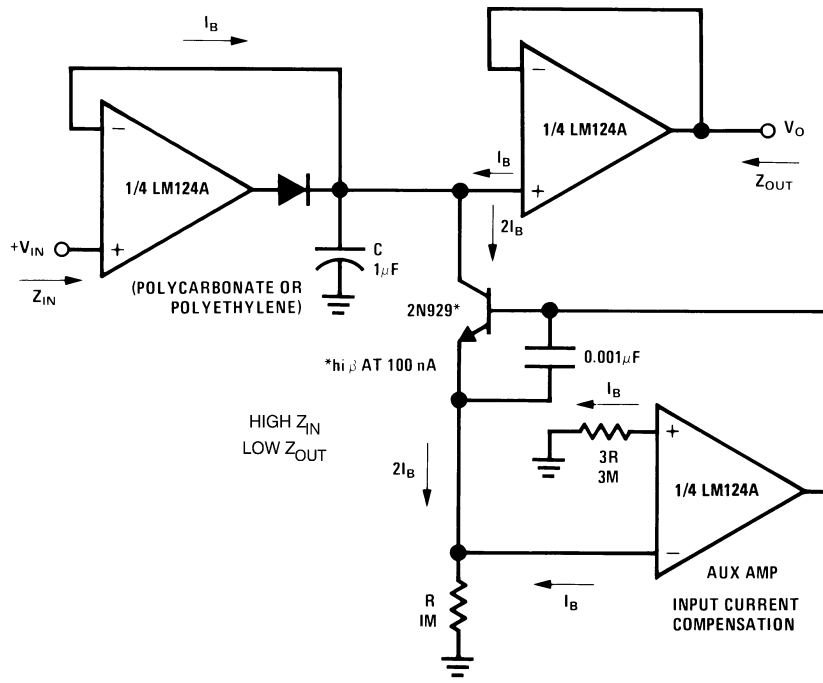 I_B
−
1/4 LM124A
+
+V_IN
Z_IN
C
1μF
(POLYCARBONATE OR
POLYETHYLENE)
−
1/4 LM124A
+
I_B
V_O
Z_OUT
2I_B
2N929*
*hi β AT 100 nA
0.001μF
HIGH Z_IN
LOW Z_OUT
I_B
3R
3M
+
1/4 LM124A
−
2I_B
AUX AMP
INPUT CURRENT
COMPENSATION
I_B
R
1M